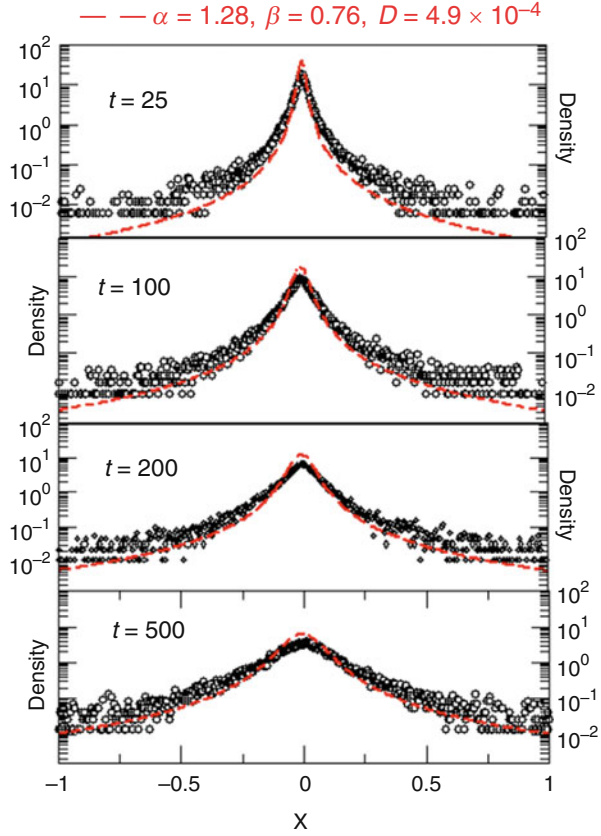 α = 1.28, β = 0.76, D = 4.9 × 10⁻⁴
10²
10¹
10⁰
10⁻¹
10⁻²
t = 25
Density
10²
10¹
10⁰
10⁻¹
10⁻²
t = 100
Density
10²
10¹
10⁰
10⁻¹
10⁻²
t = 200
Density
10²
10¹
10⁰
10⁻¹
10⁻²
t = 500
Density
−1
−0.5
0
0.5
1
X